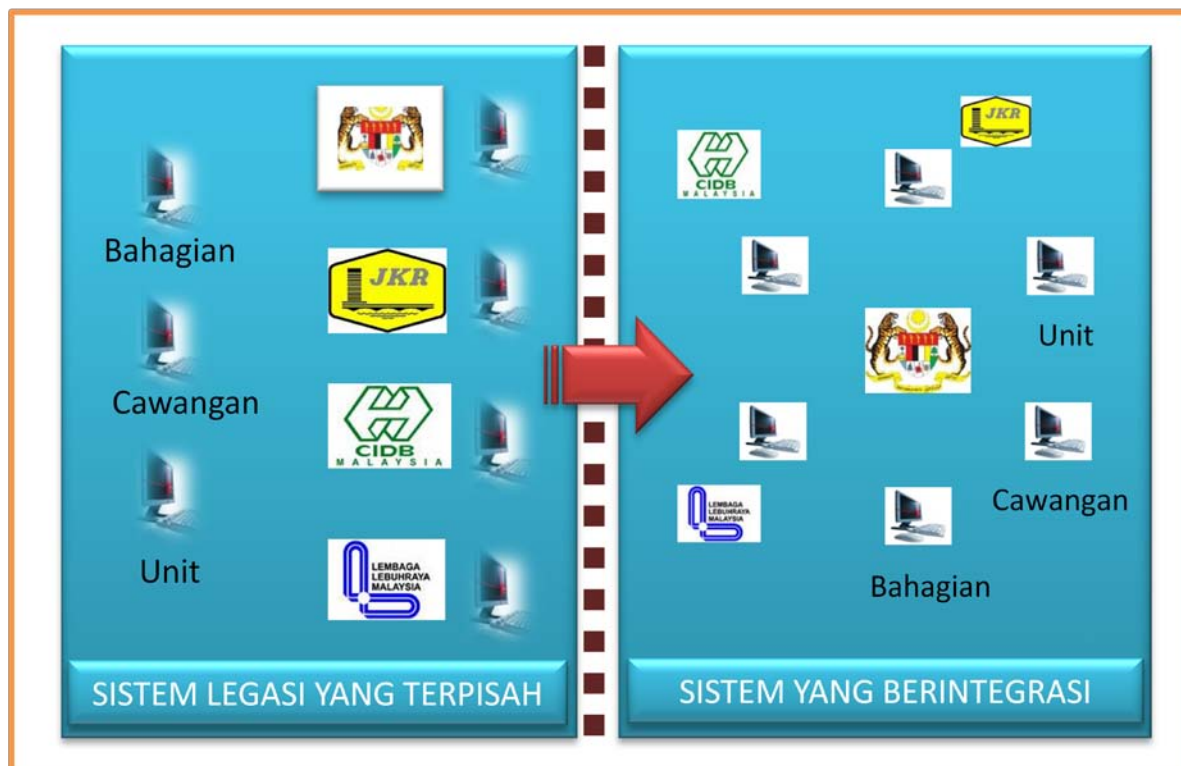 Bahagian
Cawangan
Unit
JKR
CIDB
MALAYSIA
LEMBAGA
LEBUHRAYA
MALAYSIA
SISTEM LEGASI YANG TERPISAH
JKR
CIDB
MALAYSIA
Unit
Cawangan
LEMBAGA
LEBUHRAYA
MALAYSIA
Bahagian
SISTEM YANG BERINTEGRASI